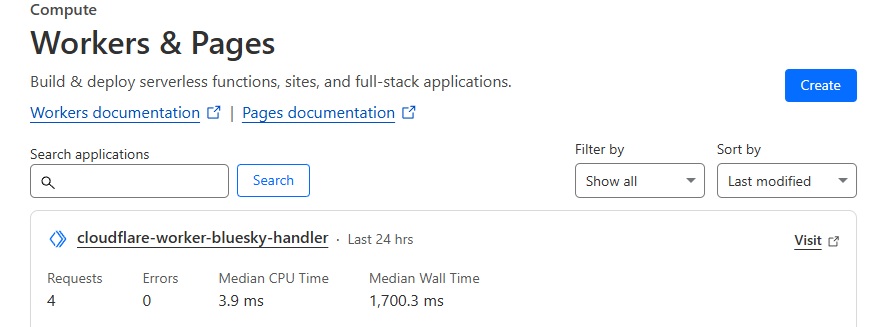 Compute
Workers & Pages
Build & deploy serverless functions, sites, and full-stack applications.
Create
Workers documentation | Pages documentation
Search applications
Search
Filter by
Show all
Sort by
Last modified
cloudflare-worker-bluesky-handler · Last 24 hrs
Visit
Requests Errors Median CPU Time Median Wall Time
4 0 3.9 ms 1,700.3 ms